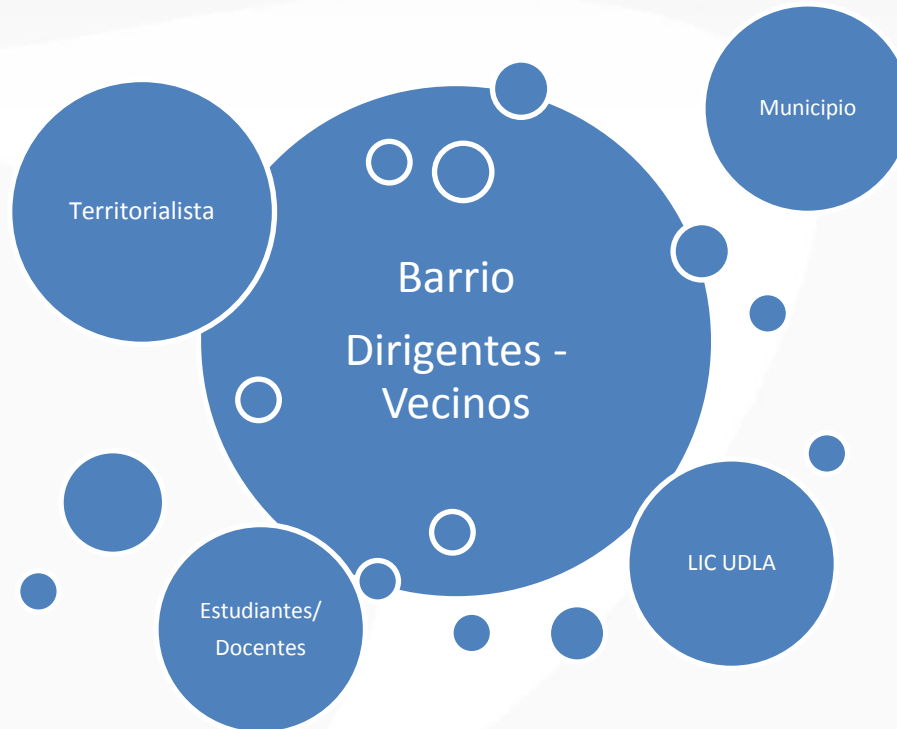 Municipio
Territorialista
Barrio
Dirigentes -
Vecinos
LIC UDLA
Estudiantes/
Docentes